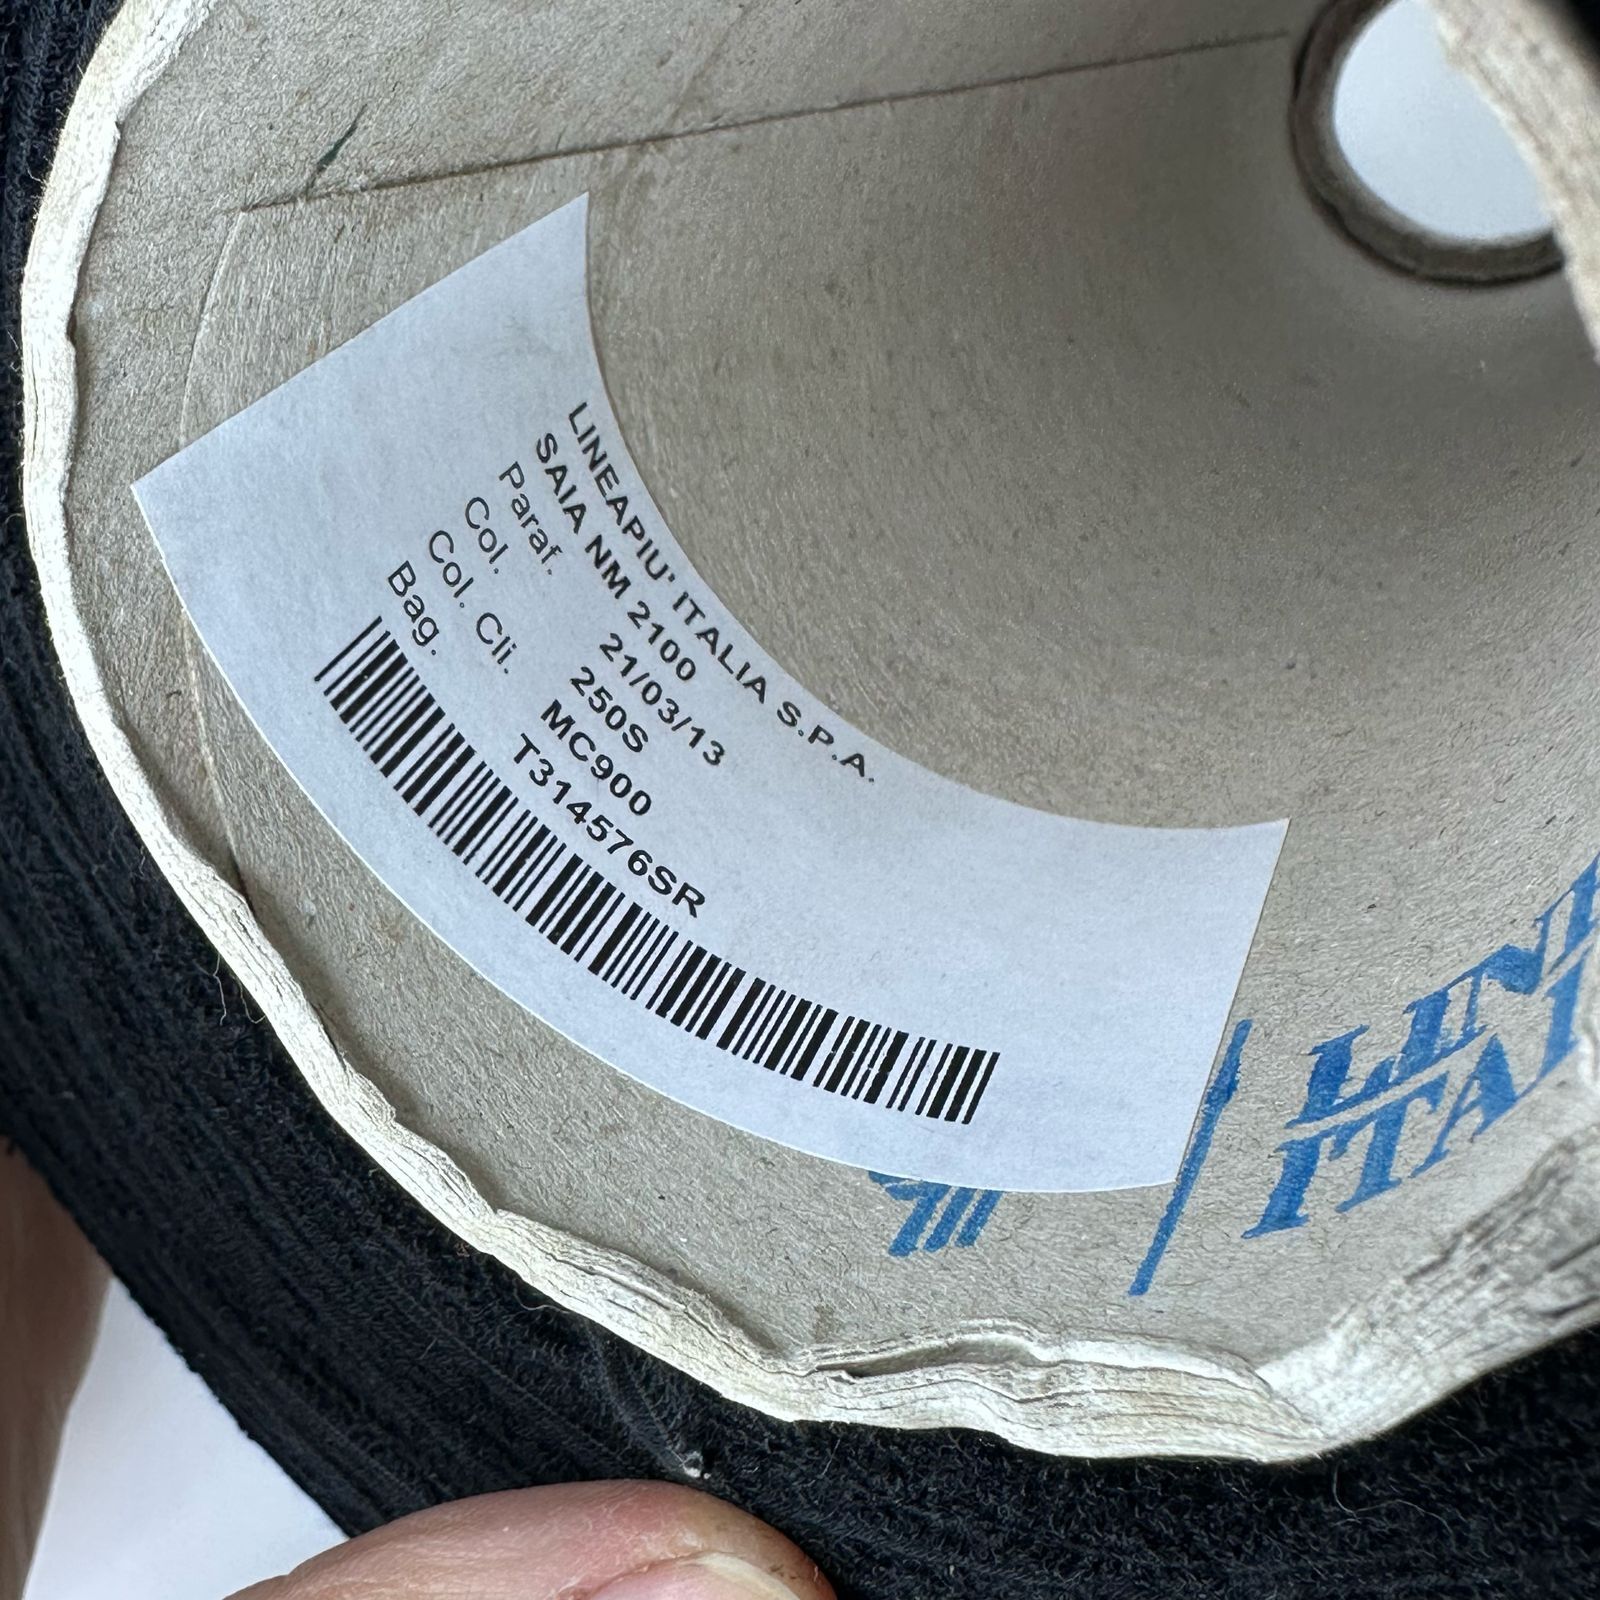 LINEAPIU' ITALIA S.P.A.
SAIA NM 2100
Paraf. 21/03/13
Col. 250S
Col. Cli. MC900
Bag. T314576SR